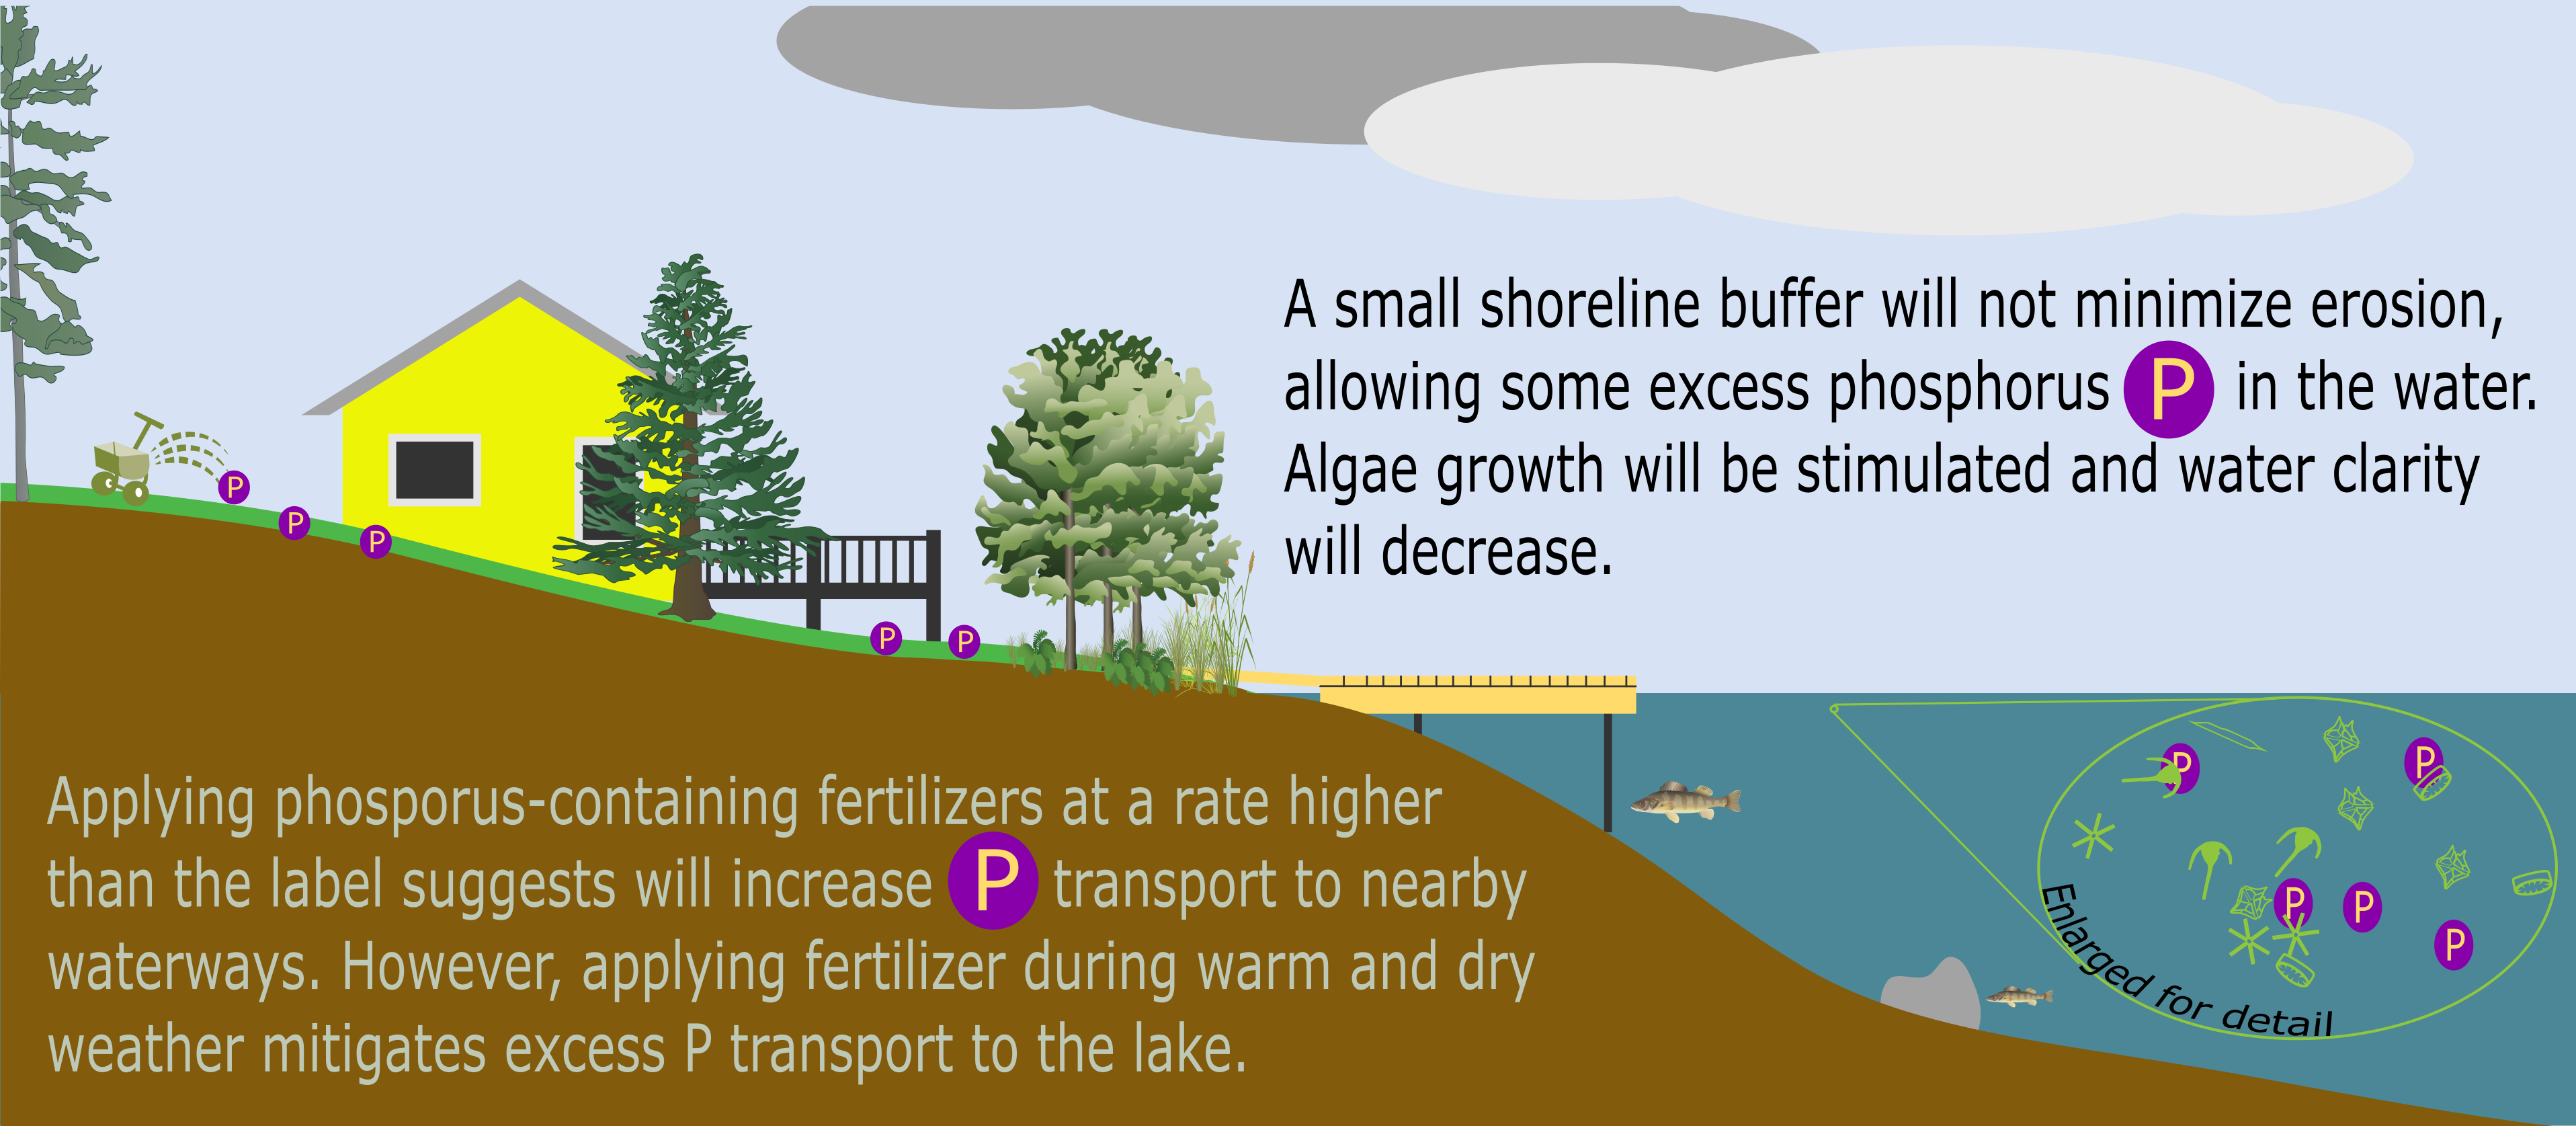 P
P
P
P
P
A small shoreline buffer will not minimize erosion,
allowing some excess phosphorus P in the water.
Algae growth will be stimulated and water clarity
will decrease.
Applying phosporus-containing fertilizers at a rate higher
than the label suggests will increase P transport to nearby
waterways. However, applying fertilizer during warm and dry
weather mitigates excess P transport to the lake.
P
P
P
P
P
Enlarged for detail